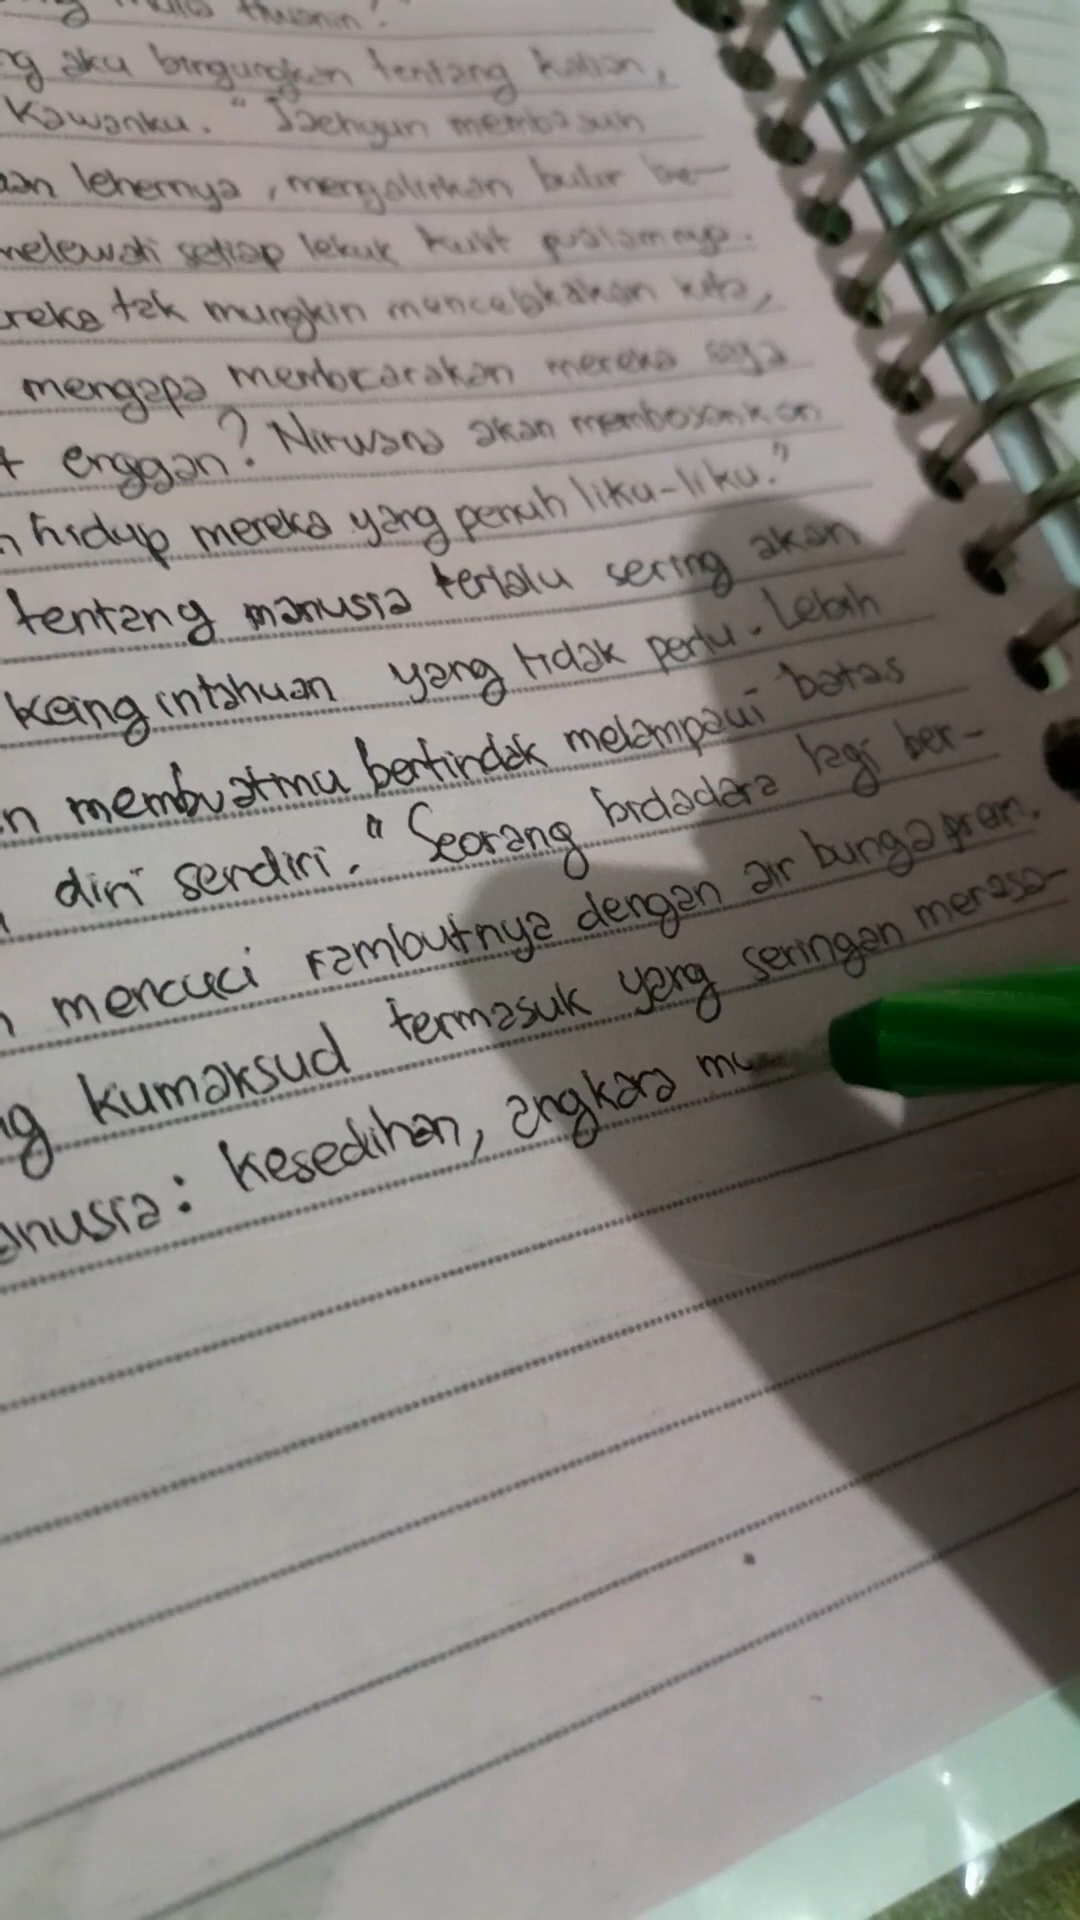 aku bingungkan tentang kalian,
Kawanku. " Jaehyun membasuh
lehernya, mengalirkan bulir be-
melewati setiap lekuk kulit pualamnya.
reka tak mungkin mencelakakan kita,
mengapa membicarakan mereka saja
enggan? Nirwana akan membosankan
hidup mereka yang penuh liku-liku."
tentang manusia terlalu sering akan
keingintahuan yang tidak perlu. Lebih
membuatmu bertindak melampaui batas
diri sendiri. " Seorang bidadara lagi ber-
mencuci rambutnya dengan air bunga prem.
kumaksud termasuk yang seringan merasa-
anusia: kesedihan, angkara mu